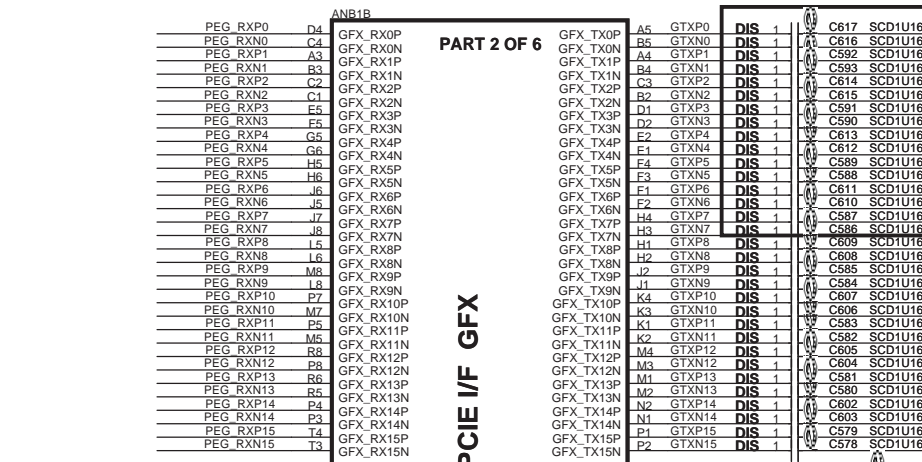 ANB1B
PART 2 OF 6
PEG_RXP0 D4 GFX_RX0P GFX_TX0P A5 GTXP0 DIS 1 C617 SCD1U16
PEG_RXN0 C4 GFX_RX0N GFX_TX0N B5 GTXN0 DIS 1 C616 SCD1U16
PEG_RXP1 A3 GFX_RX1P GFX_TX1P A4 GTXP1 DIS 1 C592 SCD1U16
PEG_RXN1 B3 GFX_RX1N GFX_TX1N B4 GTXN1 DIS 1 C593 SCD1U16
PEG_RXP2 C2 GFX_RX2P GFX_TX2P C3 GTXP2 DIS 1 C614 SCD1U16
PEG_RXN2 C1 GFX_RX2N GFX_TX2N B2 GTXN2 DIS 1 C615 SCD1U16
PEG_RXP3 E5 GFX_RX3P GFX_TX3P D1 GTXP3 DIS 1 C591 SCD1U16
PEG_RXN3 F5 GFX_RX3N GFX_TX3N D2 GTXN3 DIS 1 C590 SCD1U16
PEG_RXP4 G5 GFX_RX4P GFX_TX4P E2 GTXP4 DIS 1 C613 SCD1U16
PEG_RXN4 G6 GFX_RX4N GFX_TX4N E1 GTXN4 DIS 1 C612 SCD1U16
PEG_RXP5 H5 GFX_RX5P GFX_TX5P F4 GTXP5 DIS 1 C589 SCD1U16
PEG_RXN5 H6 GFX_RX5N GFX_TX5N F3 GTXN5 DIS 1 C588 SCD1U16
PEG_RXP6 J6 GFX_RX6P GFX_TX6P F1 GTXP6 DIS 1 C611 SCD1U16
PEG_RXN6 J5 GFX_RX6N GFX_TX6N F2 GTXN6 DIS 1 C610 SCD1U16
PEG_RXP7 J7 GFX_RX7P GFX_TX7P H4 GTXP7 DIS 1 C587 SCD1U16
PEG_RXN7 J8 GFX_RX7N GFX_TX7N H3 GTXN7 DIS 1 C586 SCD1U16
PEG_RXP8 L5 GFX_RX8P GFX_TX8P H1 GTXP8 DIS 1 C609 SCD1U16
PEG_RXN8 L6 GFX_RX8N GFX_TX8N H2 GTXN8 DIS 1 C608 SCD1U16
PEG_RXP9 M8 GFX_RX9P GFX_TX9P J2 GTXP9 DIS 1 C585 SCD1U16
PEG_RXN9 L8 GFX_RX9N GFX_TX9N J1 GTXN9 DIS 1 C584 SCD1U16
PEG_RXP10 P7 GFX_RX10P GFX_TX10P K4 GTXP10 DIS 1 C607 SCD1U16
PEG_RXN10 M7 GFX_RX10N GFX_TX10N K3 GTXN10 DIS 1 C606 SCD1U16
PEG_RXP11 P5 GFX_RX11P GFX_TX11P K1 GTXP11 DIS 1 C583 SCD1U16
PEG_RXN11 M5 GFX_RX11N GFX_TX11N K2 GTXN11 DIS 1 C582 SCD1U16
PEG_RXP12 R8 GFX_RX12P GFX_TX12P M4 GTXP12 DIS 1 C605 SCD1U16
PEG_RXN12 P8 GFX_RX12N GFX_TX12N M3 GTXN12 DIS 1 C604 SCD1U16
PEG_RXP13 R6 GFX_RX13P GFX_TX13P M1 GTXP13 DIS 1 C581 SCD1U16
PEG_RXN13 R5 GFX_RX13N GFX_TX13N M2 GTXN13 DIS 1 C580 SCD1U16
PEG_RXP14 P4 GFX_RX14P GFX_TX14P N2 GTXP14 DIS 1 C602 SCD1U16
PEG_RXN14 P3 GFX_RX14N GFX_TX14N N1 GTXN14 DIS 1 C603 SCD1U16
PEG_RXP15 T4 GFX_RX15P GFX_TX15P P1 GTXP15 DIS 1 C579 SCD1U16
PEG_RXN15 T3 GFX_RX15N GFX_TX15N P2 GTXN15 DIS 1 C578 SCD1U16
PCIE I/F GFX